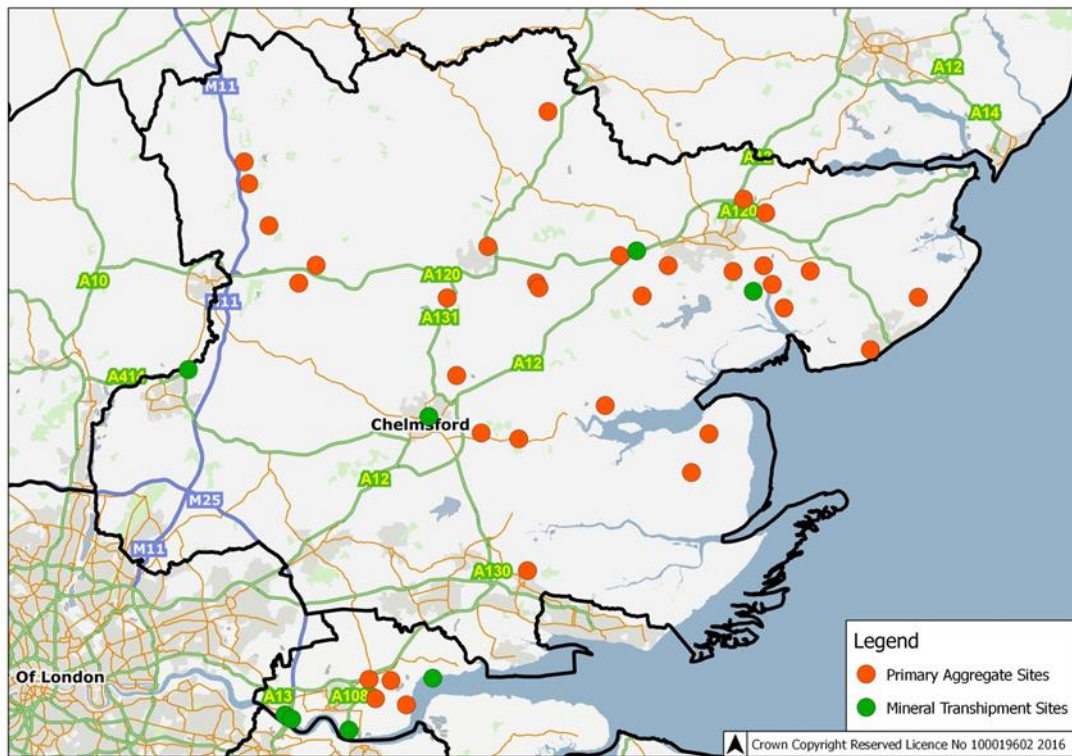 M11
A12
A14
A12
A120
A10
M11
A120
A131
A12
A414
Chelmsford
A12
M25
M11
A130
Of London
A13
A108
Legend
Primary Aggregate Sites
Mineral Transhipment Sites
Crown Copyright Reserved Licence No 100019602 2016